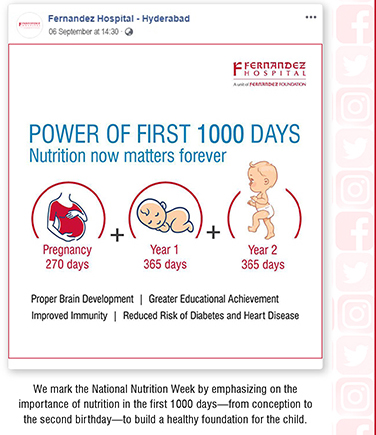 Fernandez Hospital - Hyderabad
06 September at 14:30 ·
FERNANDEZ
HOSPITAL
A unit of FERNANDEZ FOUNDATION
POWER OF FIRST 1000 DAYS
Nutrition now matters forever
Pregnancy
270 days
+
Year 1
365 days
+
Year 2
365 days
Proper Brain Development | Greater Educational Achievement
Improved Immunity | Reduced Risk of Diabetes and Heart Disease
We mark the National Nutrition Week by emphasizing on the
importance of nutrition in the first 1000 days—from conception to
the second birthday—to build a healthy foundation for the child.